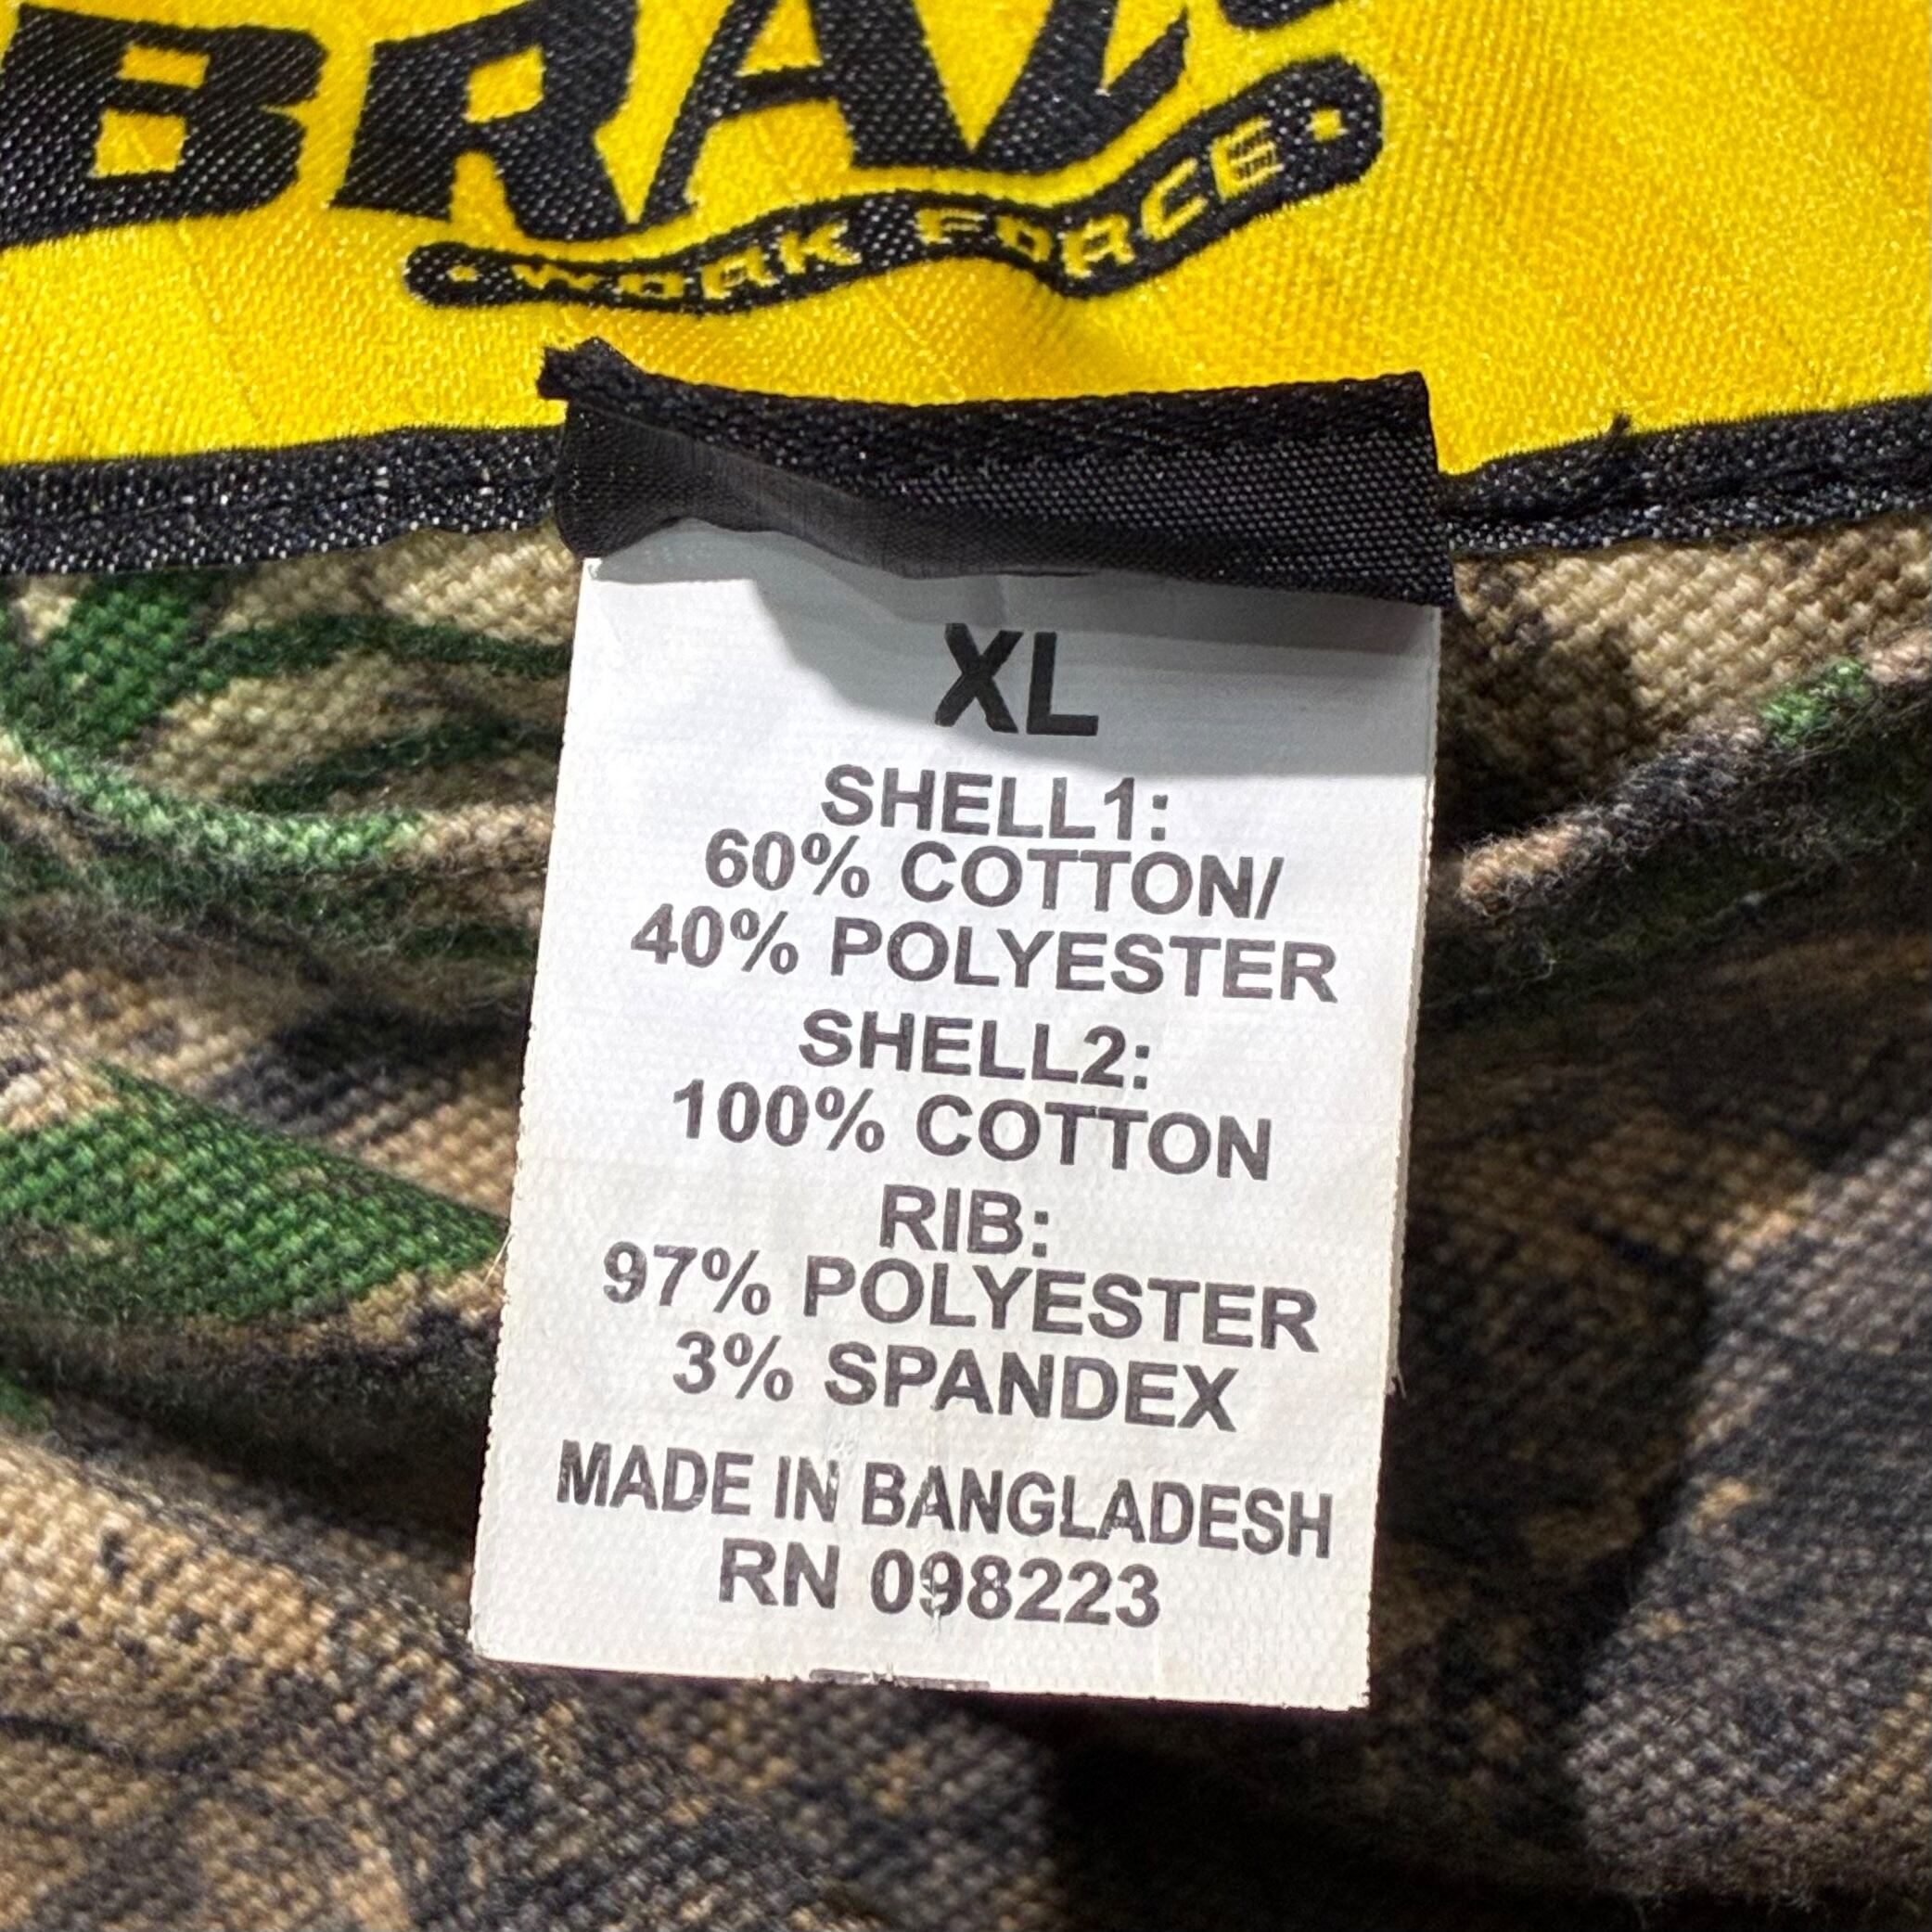 BRA
·WORK FORCE·
XL
SHELL1:
60% COTTON/
40% POLYESTER
SHELL2:
100% COTTON
RIB:
97% POLYESTER
3% SPANDEX
MADE IN BANGLADESH
RN 098223